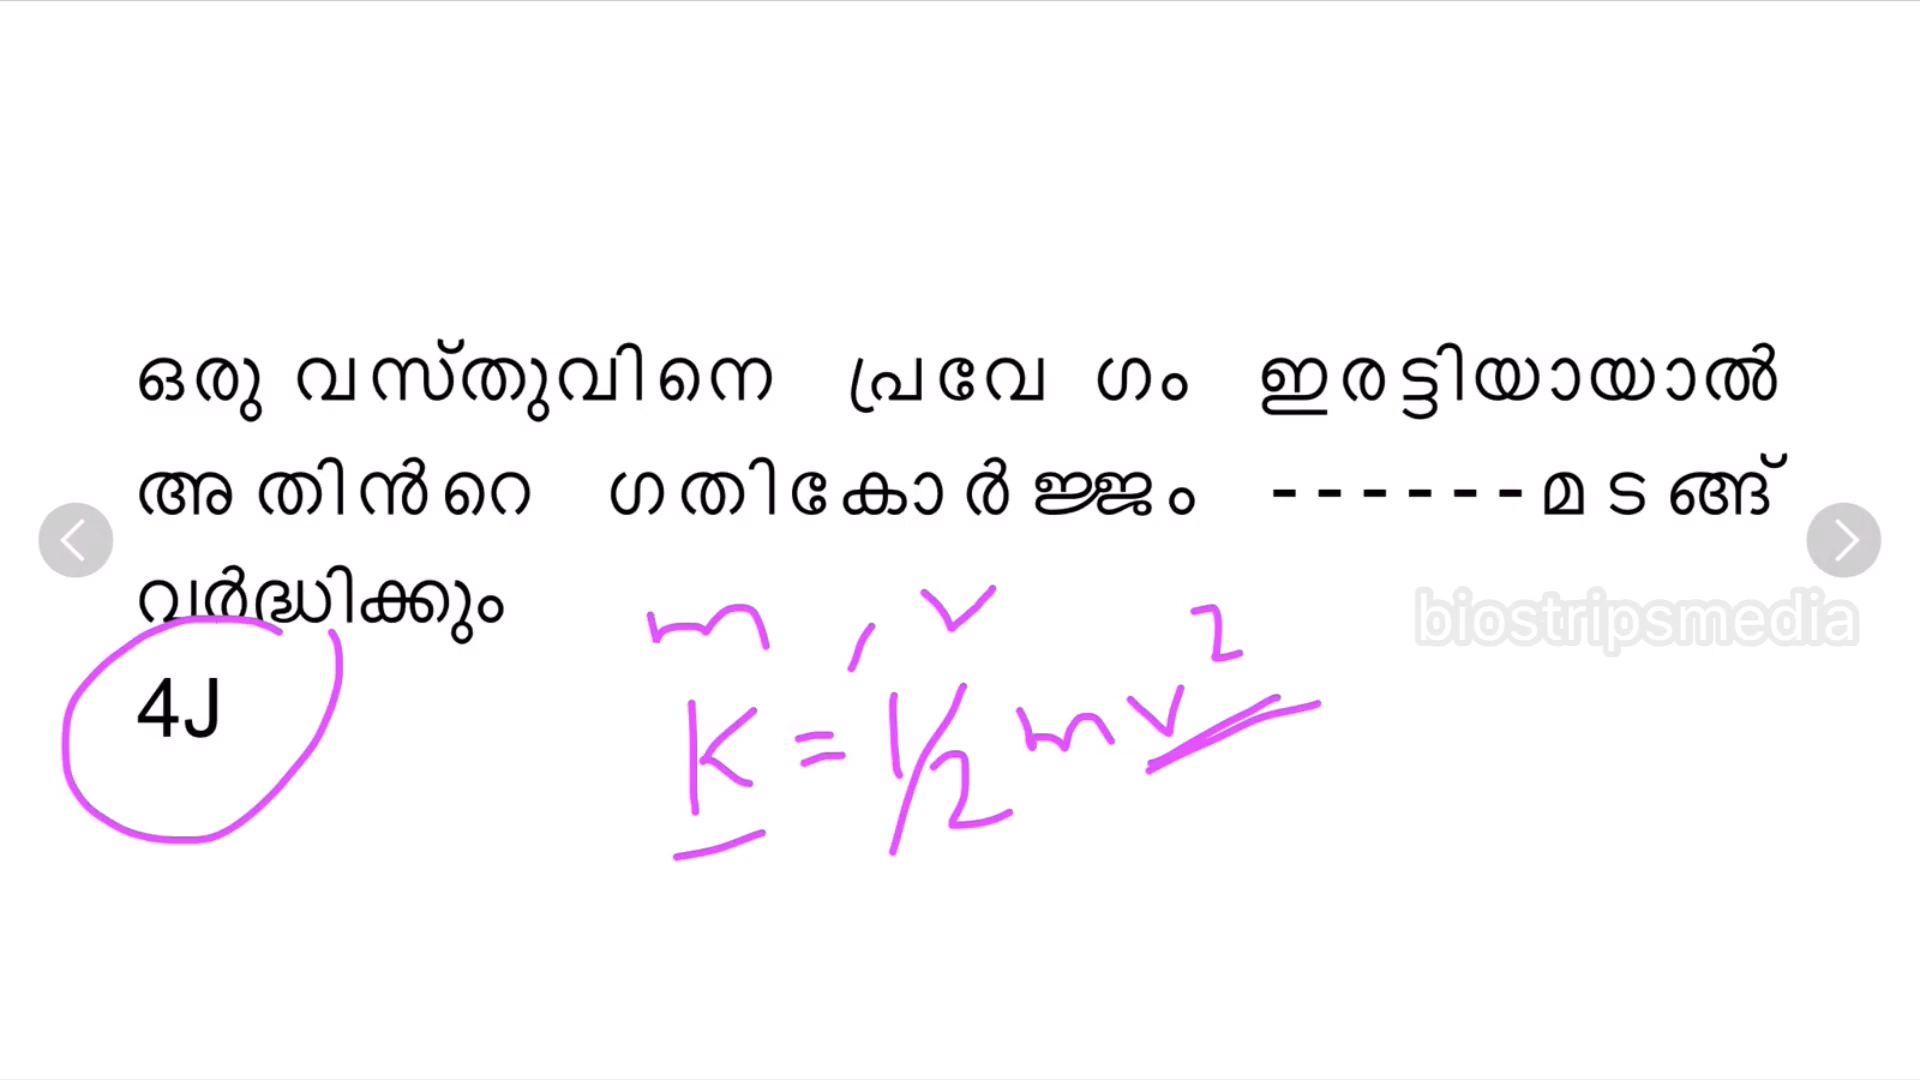 ഒരു വസ്തുവിനെ പ്രവേഗം ഇരട്ടിയായാൽ
അതിൻറെ ഗതികോർജ്ജം ------മടങ്ങ്
വർദ്ധിക്കും
m , v
4J
K = 1/2 mv²
biostripsmedia